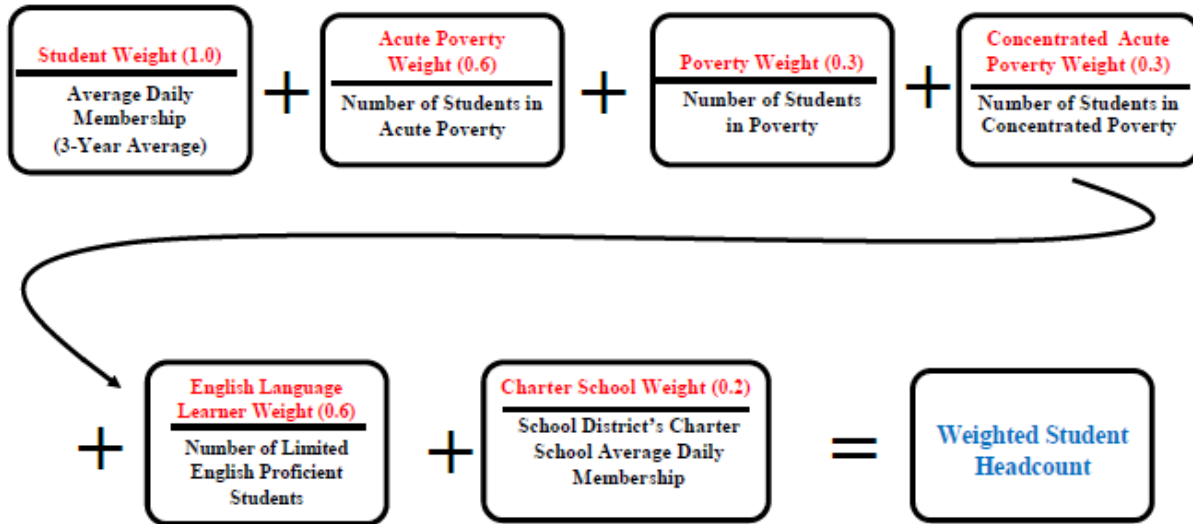 Student Weight (1.0)
Average Daily
Membership
(3-Year Average)
+
Acute Poverty
Weight (0.6)
Number of Students in
Acute Poverty
+
Poverty Weight (0.3)
Number of Students
in Poverty
+
Concentrated Acute
Poverty Weight (0.3)
Number of Students in
Concentrated Poverty
+
English Language
Learner Weight (0.6)
Number of Limited
English Proficient
Students
+
Charter School Weight (0.2)
School District's Charter
School Average Daily
Membership
=
Weighted Student
Headcount